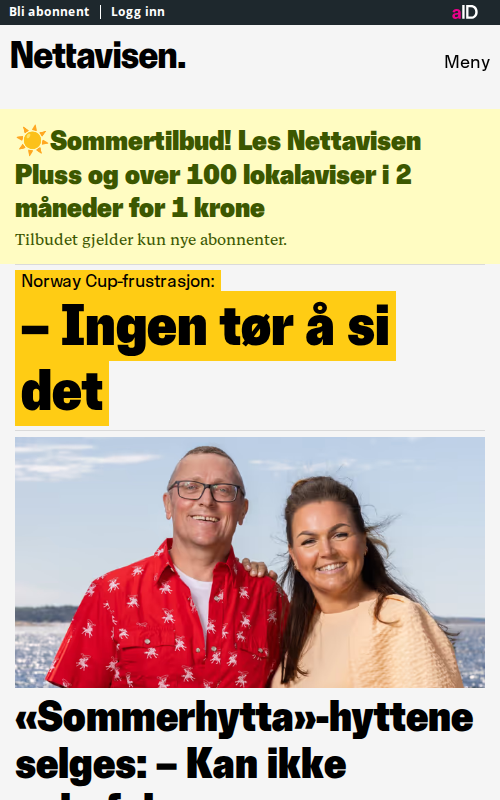 Bli abonnent | Logg inn
aID
Nettavisen.
Meny
☀️Sommertilbud! Les Nettavisen
Pluss og over 100 lokalaviser i 2
måneder for 1 krone
Tilbudet gjelder kun nye abonnenter.
Norway Cup-frustrasjon:
– Ingen tør å si
det
«Sommerhytta»-hyttene
selges: – Kan ikke